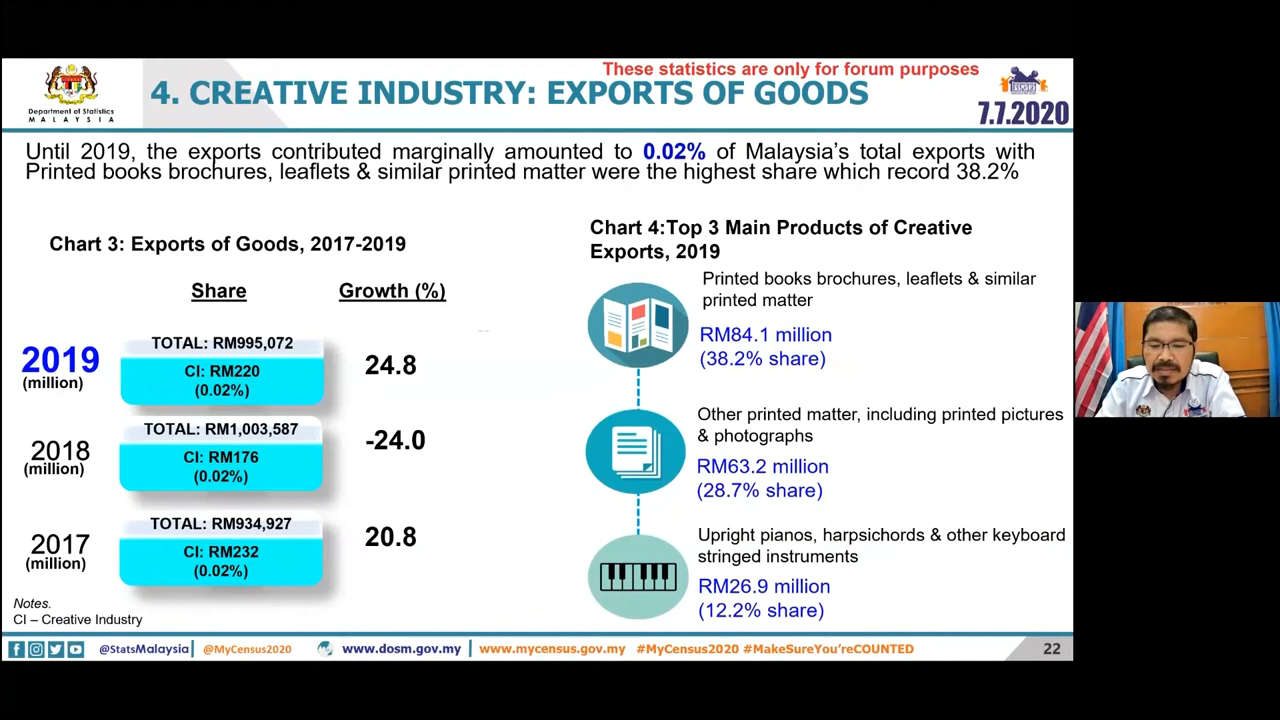 These statistics are only for forum purposes
Department of Statistics
MALAYSIA
4. CREATIVE INDUSTRY: EXPORTS OF GOODS
7.7.2020
Until 2019, the exports contributed marginally amounted to 0.02% of Malaysia's total exports with
Printed books brochures, leaflets & similar printed matter were the highest share which record 38.2%
Chart 3: Exports of Goods, 2017-2019
Share
Growth (%)
2019
(million)
TOTAL: RM995,072
CI: RM220
(0.02%)
24.8
2018
(million)
TOTAL: RM1,003,587
CI: RM176
(0.02%)
-24.0
2017
(million)
TOTAL: RM934,927
CI: RM232
(0.02%)
20.8
Notes.
CI – Creative Industry
Chart 4:Top 3 Main Products of Creative
Exports, 2019
Printed books brochures, leaflets & similar
printed matter
RM84.1 million
(38.2% share)
Other printed matter, including printed pictures
& photographs
RM63.2 million
(28.7% share)
Upright pianos, harpsichords & other keyboard
stringed instruments
RM26.9 million
(12.2% share)
@StatsMalaysia
@MyCensus2020
www.dosm.gov.my
www.mycensus.gov.my
#MyCensus2020 #MakeSureYou'reCOUNTED
22